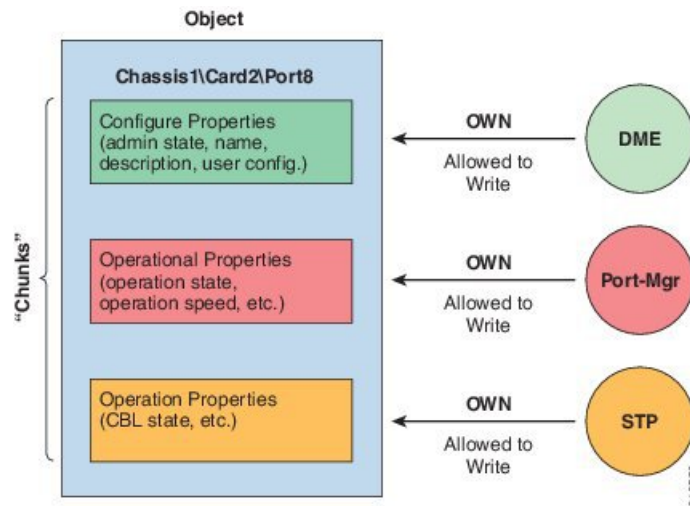 Object
Chassis1\Card2\Port8
"Chunks"
Configure Properties
(admin state, name,
description, user config.)
OWN
Allowed to
Write
DME
Operational Properties
(operation state,
operation speed, etc.)
OWN
Allowed to
Write
Port-Mgr
Operation Properties
(CBL state, etc.)
OWN
Allowed to
Write
STP